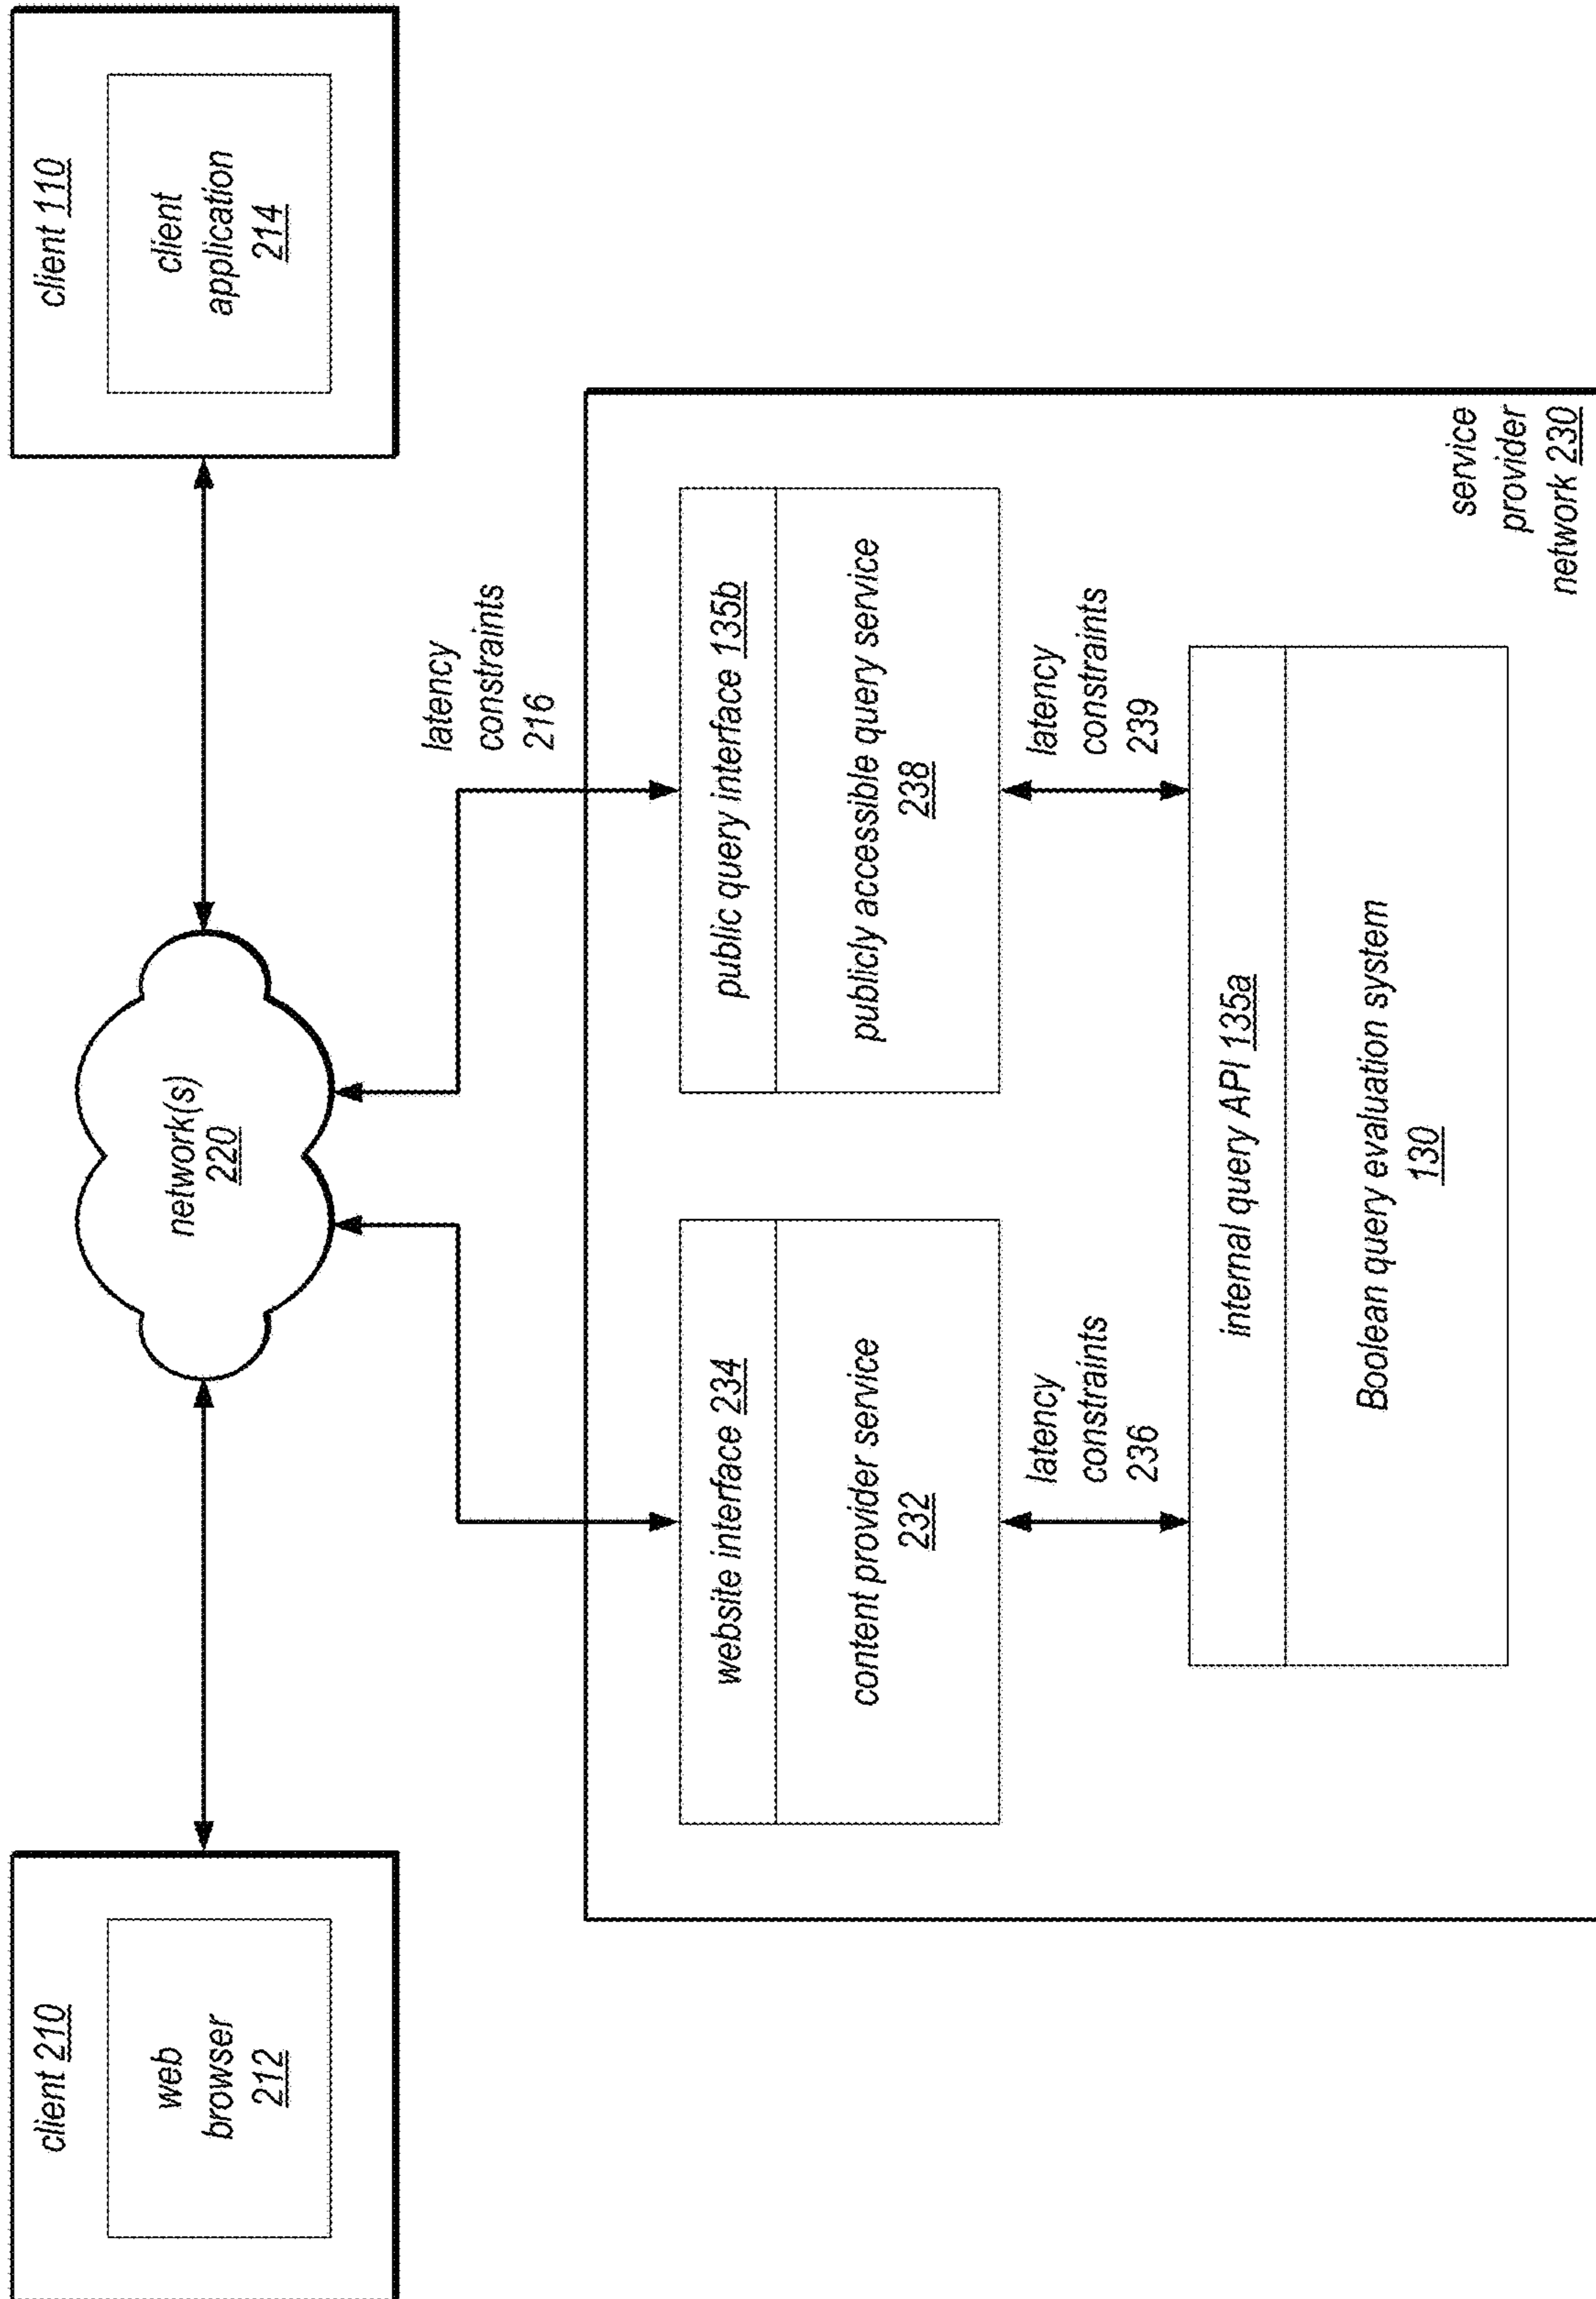 client 210
web
browser
212
network(s)
220
client 110
client
application
214
latency
constraints
216
website interface 234
content provider service
232
public query interface 135b
publicly accessible query service
238
latency
constraints
236
latency
constraints
239
internal query API 135a
Boolean query evaluation system
130
service
provider
network 230